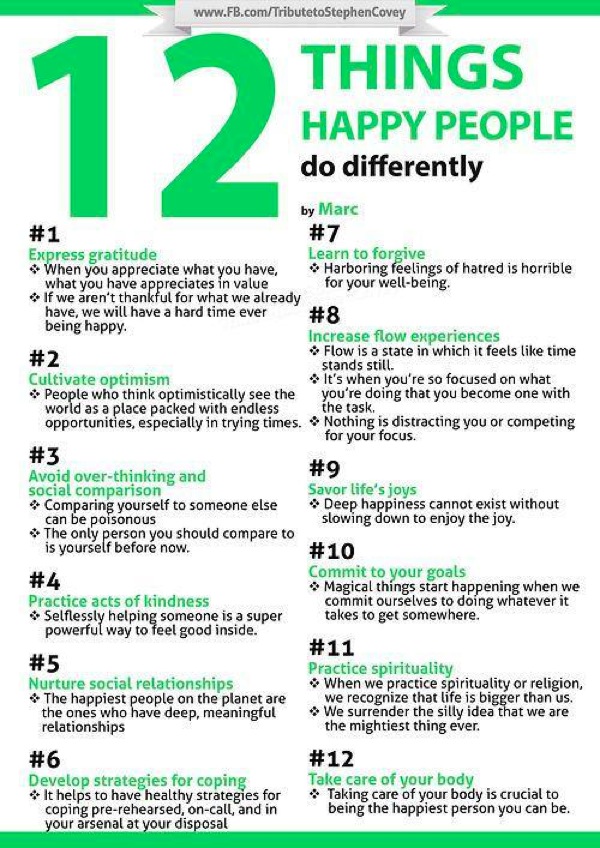 www.FB.com/TributetoStephenCovey
12
THINGS
HAPPY PEOPLE
do differently
by Marc
#1
Express gratitude
❖ When you appreciate what you have,
what you have appreciates in value
❖ If we aren't thankful for what we already
have, we will have a hard time ever
being happy.
#2
Cultivate optimism
❖ People who think optimistically see the
world as a place packed with endless
opportunities, especially in trying times.
#3
Avoid over-thinking and
social comparison
❖ Comparing yourself to someone else
can be poisonous
❖ The only person you should compare to
is yourself before now.
#4
Practice acts of kindness
❖ Selflessly helping someone is a super
powerful way to feel good inside.
#5
Nurture social relationships
❖ The happiest people on the planet are
the ones who have deep, meaningful
relationships
#6
Develop strategies for coping
❖ It helps to have healthy strategies for
coping pre-rehearsed, on-call, and in
your arsenal at your disposal
#7
Learn to forgive
❖ Harboring feelings of hatred is horrible
for your well-being.
#8
Increase flow experiences
❖ Flow is a state in which it feels like time
stands still.
❖ It's when you're so focused on what
you're doing that you become one with
the task.
❖ Nothing is distracting you or competing
for your focus.
#9
Savor life's joys
❖ Deep happiness cannot exist without
slowing down to enjoy the joy.
#10
Commit to your goals
❖ Magical things start happening when we
commit ourselves to doing whatever it
takes to get somewhere.
#11
Practice spirituality
❖ When we practice spirituality or religion,
we recognize that life is bigger than us.
❖ We surrender the silly idea that we are
the mightiest thing ever.
#12
Take care of your body
❖ Taking care of your body is crucial to
being the happiest person you can be.